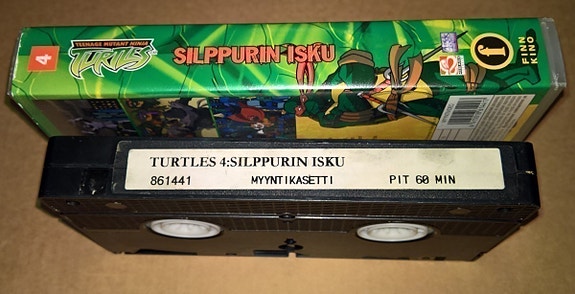 4
TEENAGE MUTANT NINJA
TURTLES
SILPPURIN ISKU
f
FINN
KINO
TURTLES 4:SILPPURIN ISKU
861441 MYYNTIKASETTI PIT 60 MIN